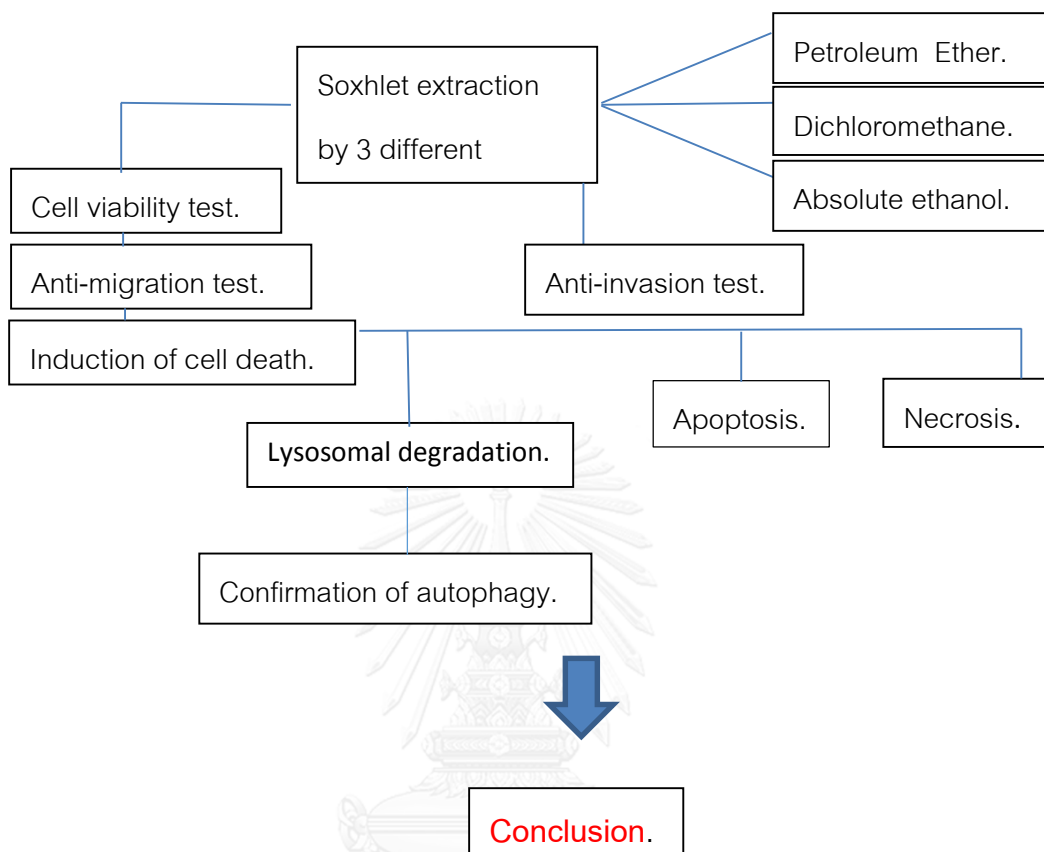 Soxhlet extraction
by 3 different
Petroleum Ether.
Dichloromethane.
Absolute ethanol.
Cell viability test.
Anti-migration test.
Anti-invasion test.
Induction of cell death.
Lysosomal degradation.
Apoptosis.
Necrosis.
Confirmation of autophagy.
Conclusion.